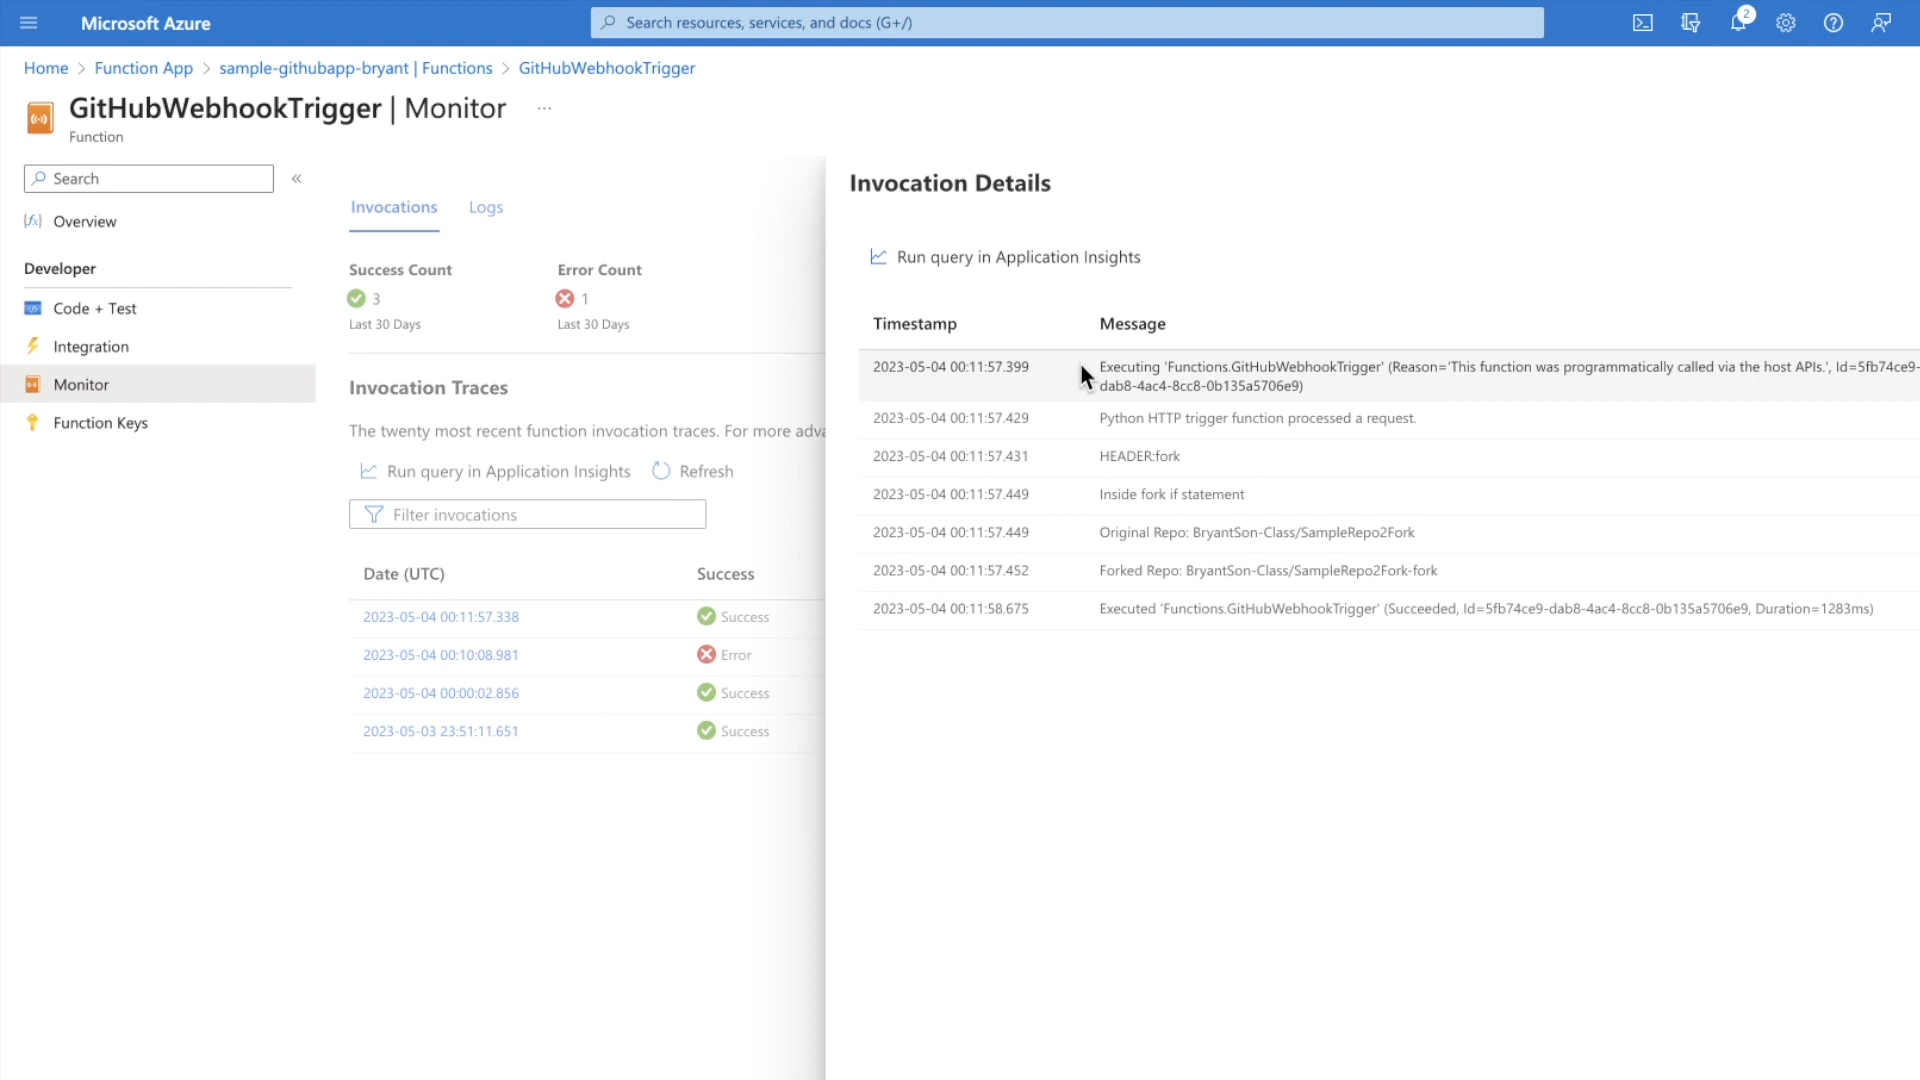 Microsoft Azure
Search resources, services, and docs (G+/)
2
Home > Function App > sample-githubapp-bryant | Functions > GitHubWebhookTrigger
GitHubWebhookTrigger | Monitor ...
Function
Search
«
Overview
Developer
Code + Test
Integration
Monitor
Function Keys
Invocations Logs
Success Count Error Count
3 1
Last 30 Days Last 30 Days
Invocation Traces
The twenty most recent function invocation traces. For more adva
Run query in Application Insights Refresh
Filter invocations
Date (UTC) Success
2023-05-04 00:11:57.338 Success
2023-05-04 00:10:08.981 Error
2023-05-04 00:00:02.856 Success
2023-05-03 23:51:11.651 Success
Invocation Details
Run query in Application Insights
Timestamp Message
2023-05-04 00:11:57.399 Executing 'Functions.GitHubWebhookTrigger' (Reason='This function was programmatically called via the host APIs.', Id=5fb74ce9-
dab8-4ac4-8cc8-0b135a5706e9)
2023-05-04 00:11:57.429 Python HTTP trigger function processed a request.
2023-05-04 00:11:57.431 HEADER:fork
2023-05-04 00:11:57.449 Inside fork if statement
2023-05-04 00:11:57.449 Original Repo: BryantSon-Class/SampleRepo2Fork
2023-05-04 00:11:57.452 Forked Repo: BryantSon-Class/SampleRepo2Fork-fork
2023-05-04 00:11:58.675 Executed 'Functions.GitHubWebhookTrigger' (Succeeded, Id=5fb74ce9-dab8-4ac4-8cc8-0b135a5706e9, Duration=1283ms)